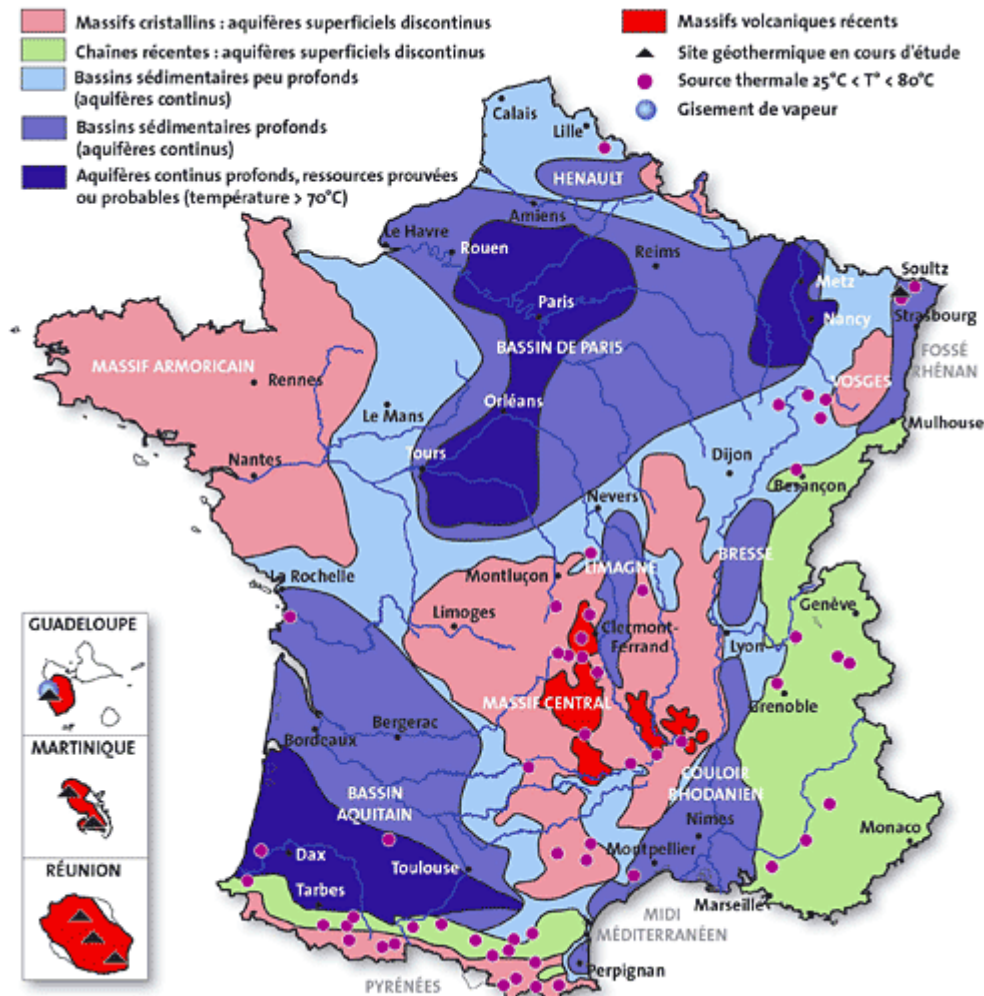 Massifs cristallins : aquifères superficiels discontinus
Chaînes récentes : aquifères superficiels discontinus
Bassins sédimentaires peu profonds
(aquifères continus)
Bassins sédimentaires profonds
(aquifères continus)
Aquifères continus profonds, ressources prouvées
ou probables (température > 70°C)
Massifs volcaniques récents
Site géothermique en cours d'étude
Source thermale 25°C < T° < 80°C
Gisement de vapeur
Calais
Lille
HENAULT
Amiens
Le Havre
Rouen
Reims
Metz
Soultz
Paris
Nancy
Strasbourg
BASSIN DE PARIS
FOSSÉ
RHÉNAN
MASSIF ARMORICAIN
Rennes
VOSGES
Le Mans
Orléans
Mulhouse
Nantes
Tours
Dijon
Besançon
Nevers
BRESSE
LIMAGNE
La Rochelle
Montluçon
Limoges
Genève
Clermont-
Ferrand
Lyon
MASSIF CENTRAL
Grenoble
Bergerac
Bordeaux
COULOIR
RHODANIEN
BASSIN
AQUITAIN
Nimes
Monaco
Montpellier
Dax
Toulouse
Tarbes
Marseille
MIDI
MÉDITERRANÉEN
Perpignan
PYRÉNÉES
GUADELOUPE
MARTINIQUE
RÉUNION